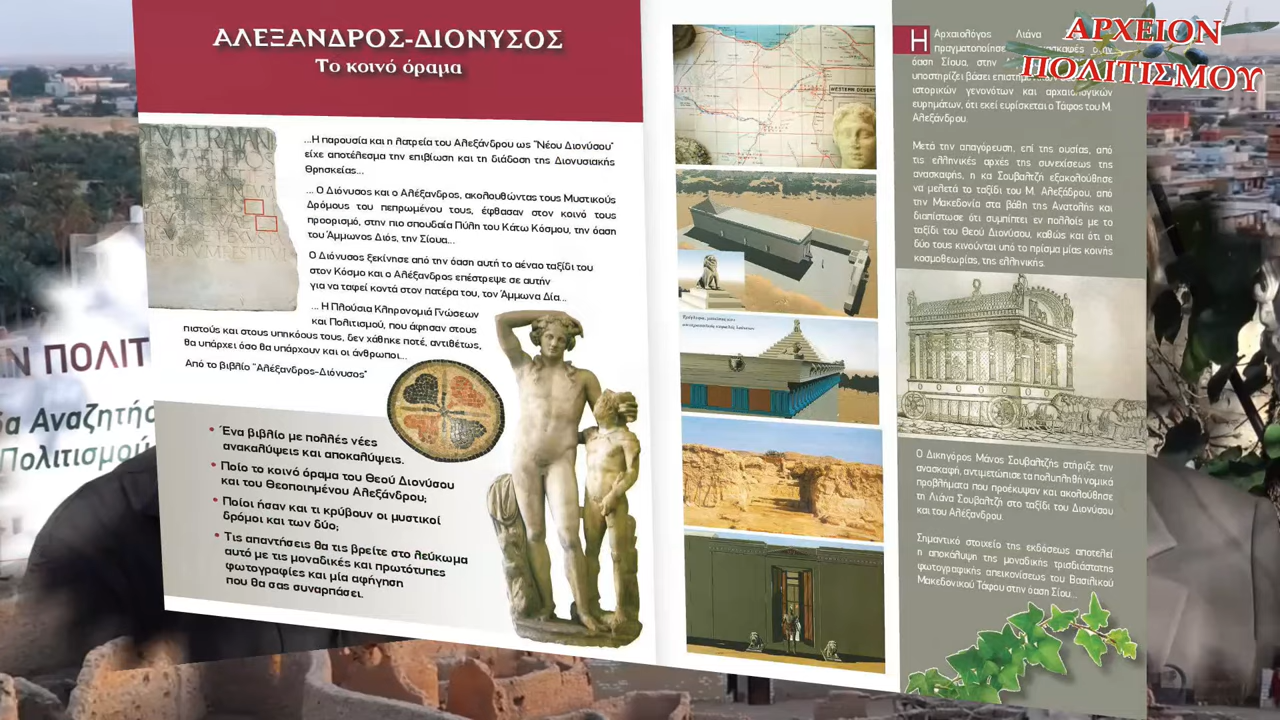 ΑΛΕΞΑΝΔΡΟΣ-ΔΙΟΝΥΣΟΣ
Το κοινό όραμα
...Η παρουσία και η λατρεία του Αλεξάνδρου ως "Νέου Διονύσου"
είχε αποτέλεσμα την επιβίωση και τη διάδοση της Διονυσιακής
Θρησκείας...
... Ο Διόνυσος και ο Αλέξανδρος, ακολουθώντας τους Μυστικούς
Δρόμους του πεπρωμένου τους, έφθασαν στον κοινό τους
προορισμό, στην πιο σπουδαία Πύλη του Κάτω Κόσμου, την όαση
του Άμμωνος Διός, την Σίουα...
Ο Διόνυσος ξεκίνησε από την όαση αυτή το αέναο ταξίδι του
στον Κόσμο και ο Αλέξανδρος επέστρεψε σε αυτήν
για να ταφεί κοντά στον πατέρα του, τον Άμμωνα Δία...
... Η Πλούσια Κληρονομιά Γνώσεων
και Πολιτισμού, που άφησαν στους
πιστούς και στους υπηκόους τους, δεν χάθηκε ποτέ, αντιθέτως,
θα υπάρχει όσο θα υπάρχουν και οι άνθρωποι...
Από το βιβλίο "Αλέξανδρος-Διόνυσος"
• Ένα βιβλίο με πολλές νέες
ανακαλύψεις και αποκαλύψεις.
• Ποίο το κοινό όραμα του Θεού Διονύσου
και του Θεοποιημένου Αλεξάνδρου;
• Ποίοι ήσαν και τι κρύβουν οι μυστικοί
δρόμοι και των δύο;
• Τις απαντήσεις θα τις βρείτε στο λεύκωμα
αυτό με τις μοναδικές και πρωτότυπες
φωτογραφίες και μία αφήγηση
που θα σας συναρπάσει.
WESTERN DESERT
Η Αρχαιολόγος Λιάνα
πραγματοποίησε
όαση Σίουα, στην
υποστηρίζει βάσει
ιστορικών γενονότων και αρχαιολογικών
ευρημάτων, ότι εκεί ευρίσκεται ο Τάφος του Μ.
Αλεξάνδρου.
Μετά την απαγόρευση, επί της ουσίας, από
τις ελληνικές αρχές της συνεχίσεως της
ανασκαφής, η κα Σουβαλτζή εξακολούθησε
να μελετά το ταξίδι του Μ. Αλεξάδρου, από
την Μακεδονία στα βάθη της Ανατολής και
διαπίστωσε ότι συμπίπτει εν πολλοίς με το
ταξίδι του Θεού Διονύσου, καθώς και ότι οι
δύο τους κινούνται υπό το πρίσμα μίας κοινής
κοσμοθεωρίας, της ελληνικής.
Ο Δικηγόρος Μάνος Σουβαλτζής στήριξε την
ανασκαφή, αντιμετώπισε τα πολυπληθή νομικά
προβλήματα που προέκυψαν και ακολούθησε
τη Λιάνα Σουβαλτζή στο ταξίδι του Διονύσου
και του Αλέξανδρου.
Σημαντικό στοιχείο της εκδόσεως αποτελεί
η αποκάλυψη της μοναδικής τρισδιάστατης
φωτογραφικής απεικονίσεως του Βασιλικού
Μακεδονικού Τάφου στην όαση Σίου...
ΑΡΧΕΙΟΝ
ΠΟΛΙΤΙΣΜΟΥ
Ν ΠΟΛΙΤ
δα Αναζητήσ
Πολιτισμού